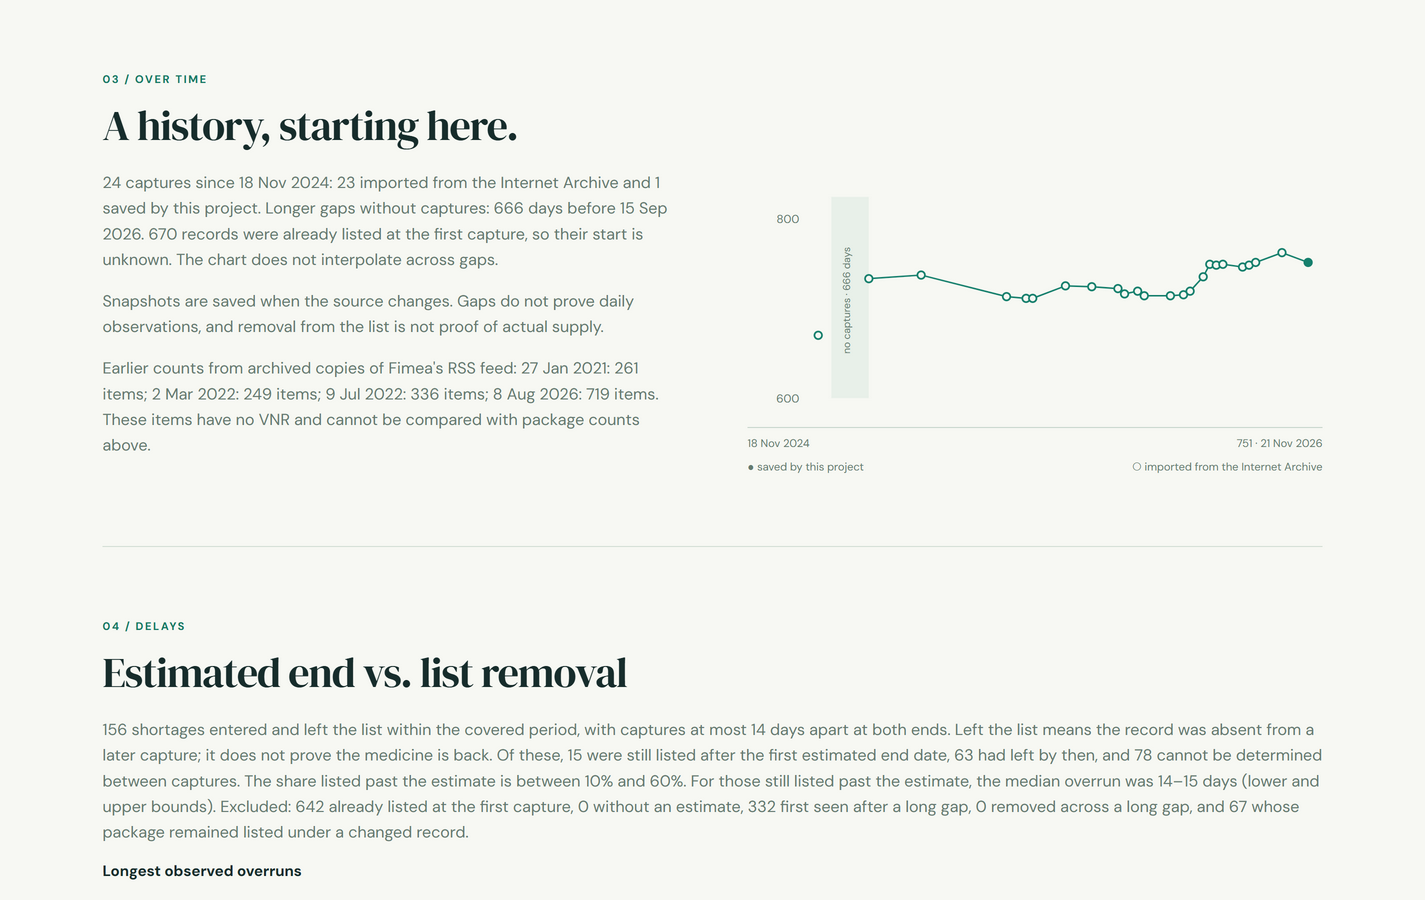 03 / OVER TIME
A history, starting here.
24 captures since 18 Nov 2024: 23 imported from the Internet Archive and 1
saved by this project. Longer gaps without captures: 666 days before 15 Sep
2026. 670 records were already listed at the first capture, so their start is
unknown. The chart does not interpolate across gaps.
Snapshots are saved when the source changes. Gaps do not prove daily
observations, and removal from the list is not proof of actual supply.
Earlier counts from archived copies of Fimea's RSS feed: 27 Jan 2021: 261
items; 2 Mar 2022: 249 items; 9 Jul 2022: 336 items; 8 Aug 2026: 719 items.
These items have no VNR and cannot be compared with package counts
above.
800
no captures · 666 days
600
18 Nov 2024
751 · 21 Nov 2026
● saved by this project
○ imported from the Internet Archive
04 / DELAYS
Estimated end vs. list removal
156 shortages entered and left the list within the covered period, with captures at most 14 days apart at both ends. Left the list means the record was absent from a
later capture; it does not prove the medicine is back. Of these, 15 were still listed after the first estimated end date, 63 had left by then, and 78 cannot be determined
between captures. The share listed past the estimate is between 10% and 60%. For those still listed past the estimate, the median overrun was 14–15 days (lower and
upper bounds). Excluded: 642 already listed at the first capture, 0 without an estimate, 332 first seen after a long gap, 0 removed across a long gap, and 67 whose
package remained listed under a changed record.
Longest observed overruns